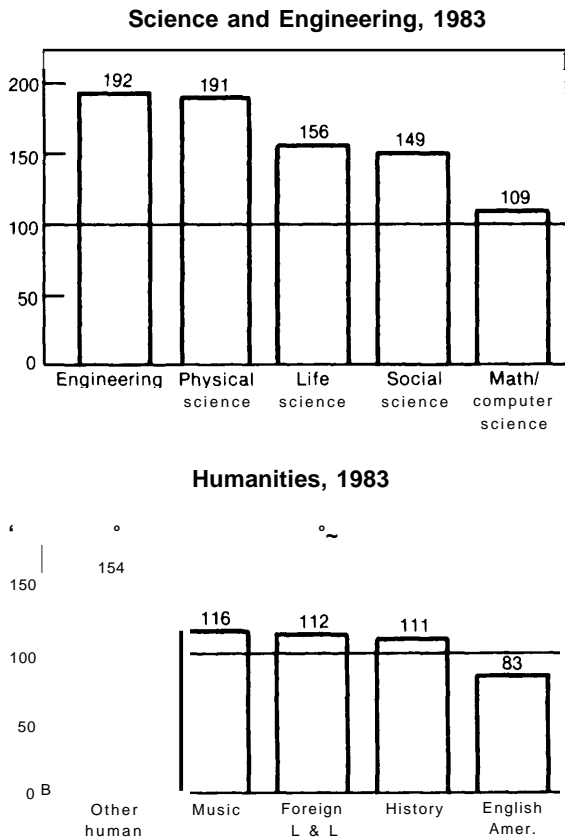 Science and Engineering, 1983
200
192
191
156
149
109
150
100
50
0
Engineering Physical Life Social Math/
science science science computer
science
Humanities, 1983
154
150
116 112 111
100
83
50
0 B
Other Music Foreign History English
human L & L Amer.